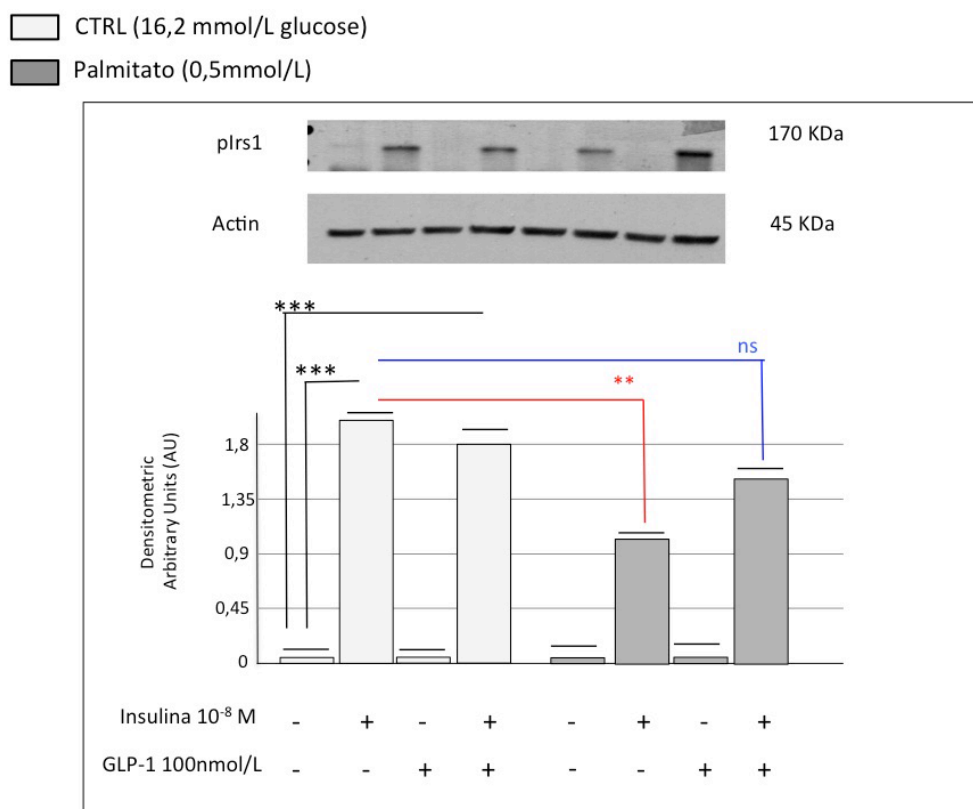 CTRL (16,2 mmol/L glucose)
Palmitato (0,5mmol/L)
pIrs1 170 KDa
Actin 45 KDa
***
ns
*** **
1,8
1,35
0,9
0,45
0
Densitometric
Arbitrary Units (AU)
Insulina 10⁻⁸ M - + - + - + - +
GLP-1 100nmol/L - - + + - - + +